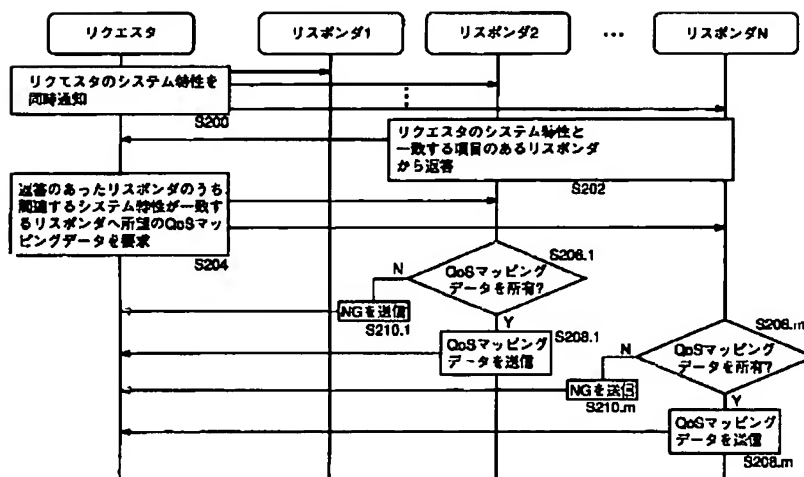 リクエスタ
リスポンダ1
リスポンダ2
…
リスポンダN
リクエスタのシステム特性を
同時通知
S200
リクエスタのシステム特性と
一致する項目のあるリスポンダ
から返答
S202
返答のあったリスポンダのうち
関連するシステム特性が一致す
るリスポンダへ所望のQoSマッ
ピングデータを要求
S204
S206.1
QoSマッピング
データを所有?
N
NGを送信
S210.1
Y
S208.1
QoSマッピング
データを送信
S206.m
QoSマッピング
データを所有?
N
NGを送信
S210.m
Y
QoSマッピング
データを送信
S208.m